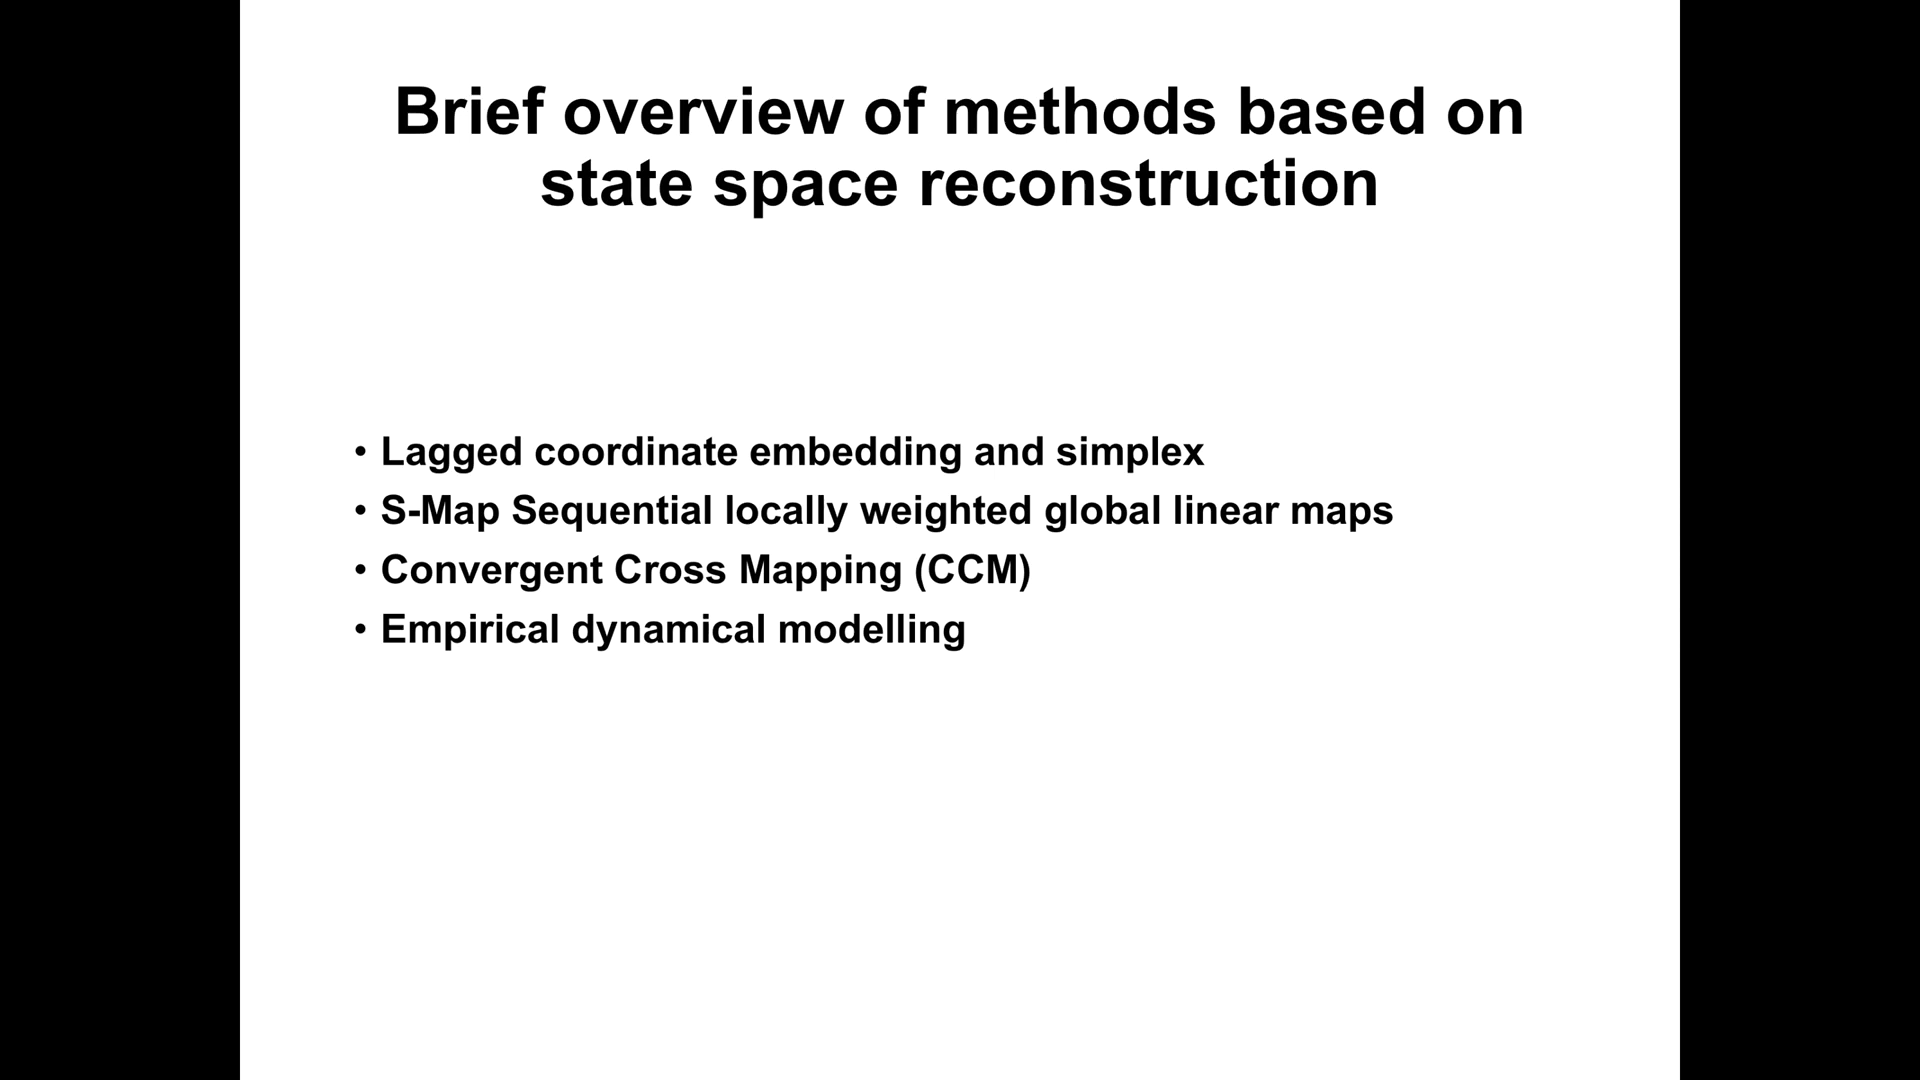 Brief overview of methods based on
state space reconstruction
• Lagged coordinate embedding and simplex
• S-Map Sequential locally weighted global linear maps
• Convergent Cross Mapping (CCM)
• Empirical dynamical modelling